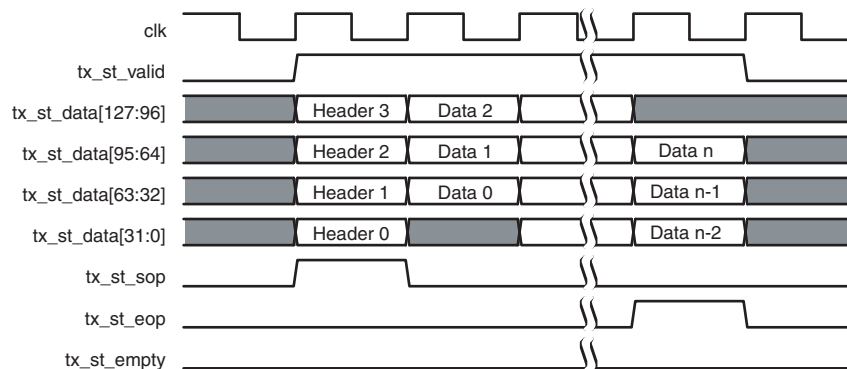 clk
tx_st_valid
tx_st_data[127:96] Header 3 Data 2
tx_st_data[95:64] Header 2 Data 1 Data n
tx_st_data[63:32] Header 1 Data 0 Data n-1
tx_st_data[31:0] Header 0 Data n-2
tx_st_sop
tx_st_eop
tx_st_empty